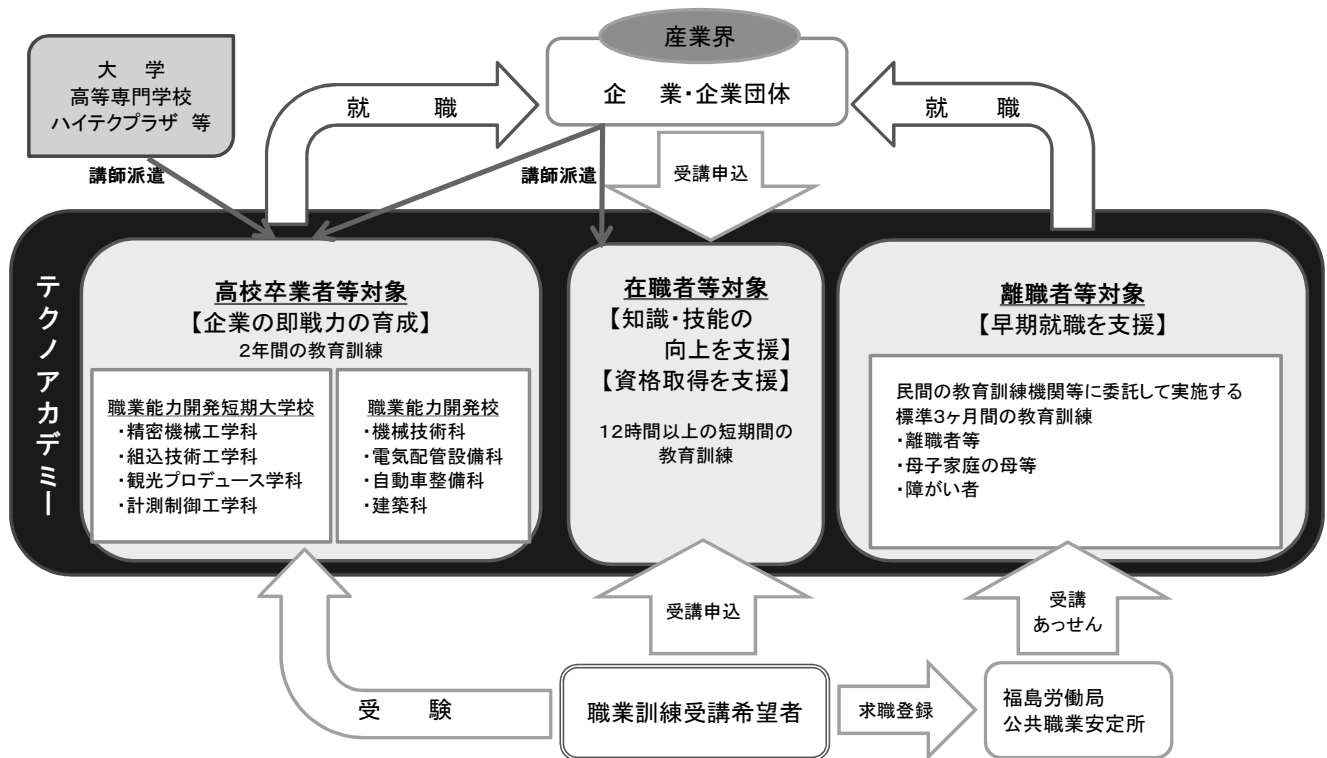 産業界
企　業・企業団体
大　学
高等専門学校
ハイテクプラザ 等
就　職
就　職
講師派遣
講師派遣
受講申込
テクノアカデミー
高校卒業者等対象
【企業の即戦力の育成】
2年間の教育訓練
職業能力開発短期大学校
・精密機械工学科
・組込技術工学科
・観光プロデュース学科
・計測制御工学科
職業能力開発校
・機械技術科
・電気配管設備科
・自動車整備科
・建築科
在職者等対象
【知識・技能の
向上を支援】
【資格取得を支援】
12時間以上の短期間の
教育訓練
離職者等対象
【早期就職を支援】
民間の教育訓練機関等に委託して実施する
標準3ヶ月間の教育訓練
・離職者等
・母子家庭の母等
・障がい者
受講申込
受講
あっせん
受　験
職業訓練受講希望者
求職登録
福島労働局
公共職業安定所